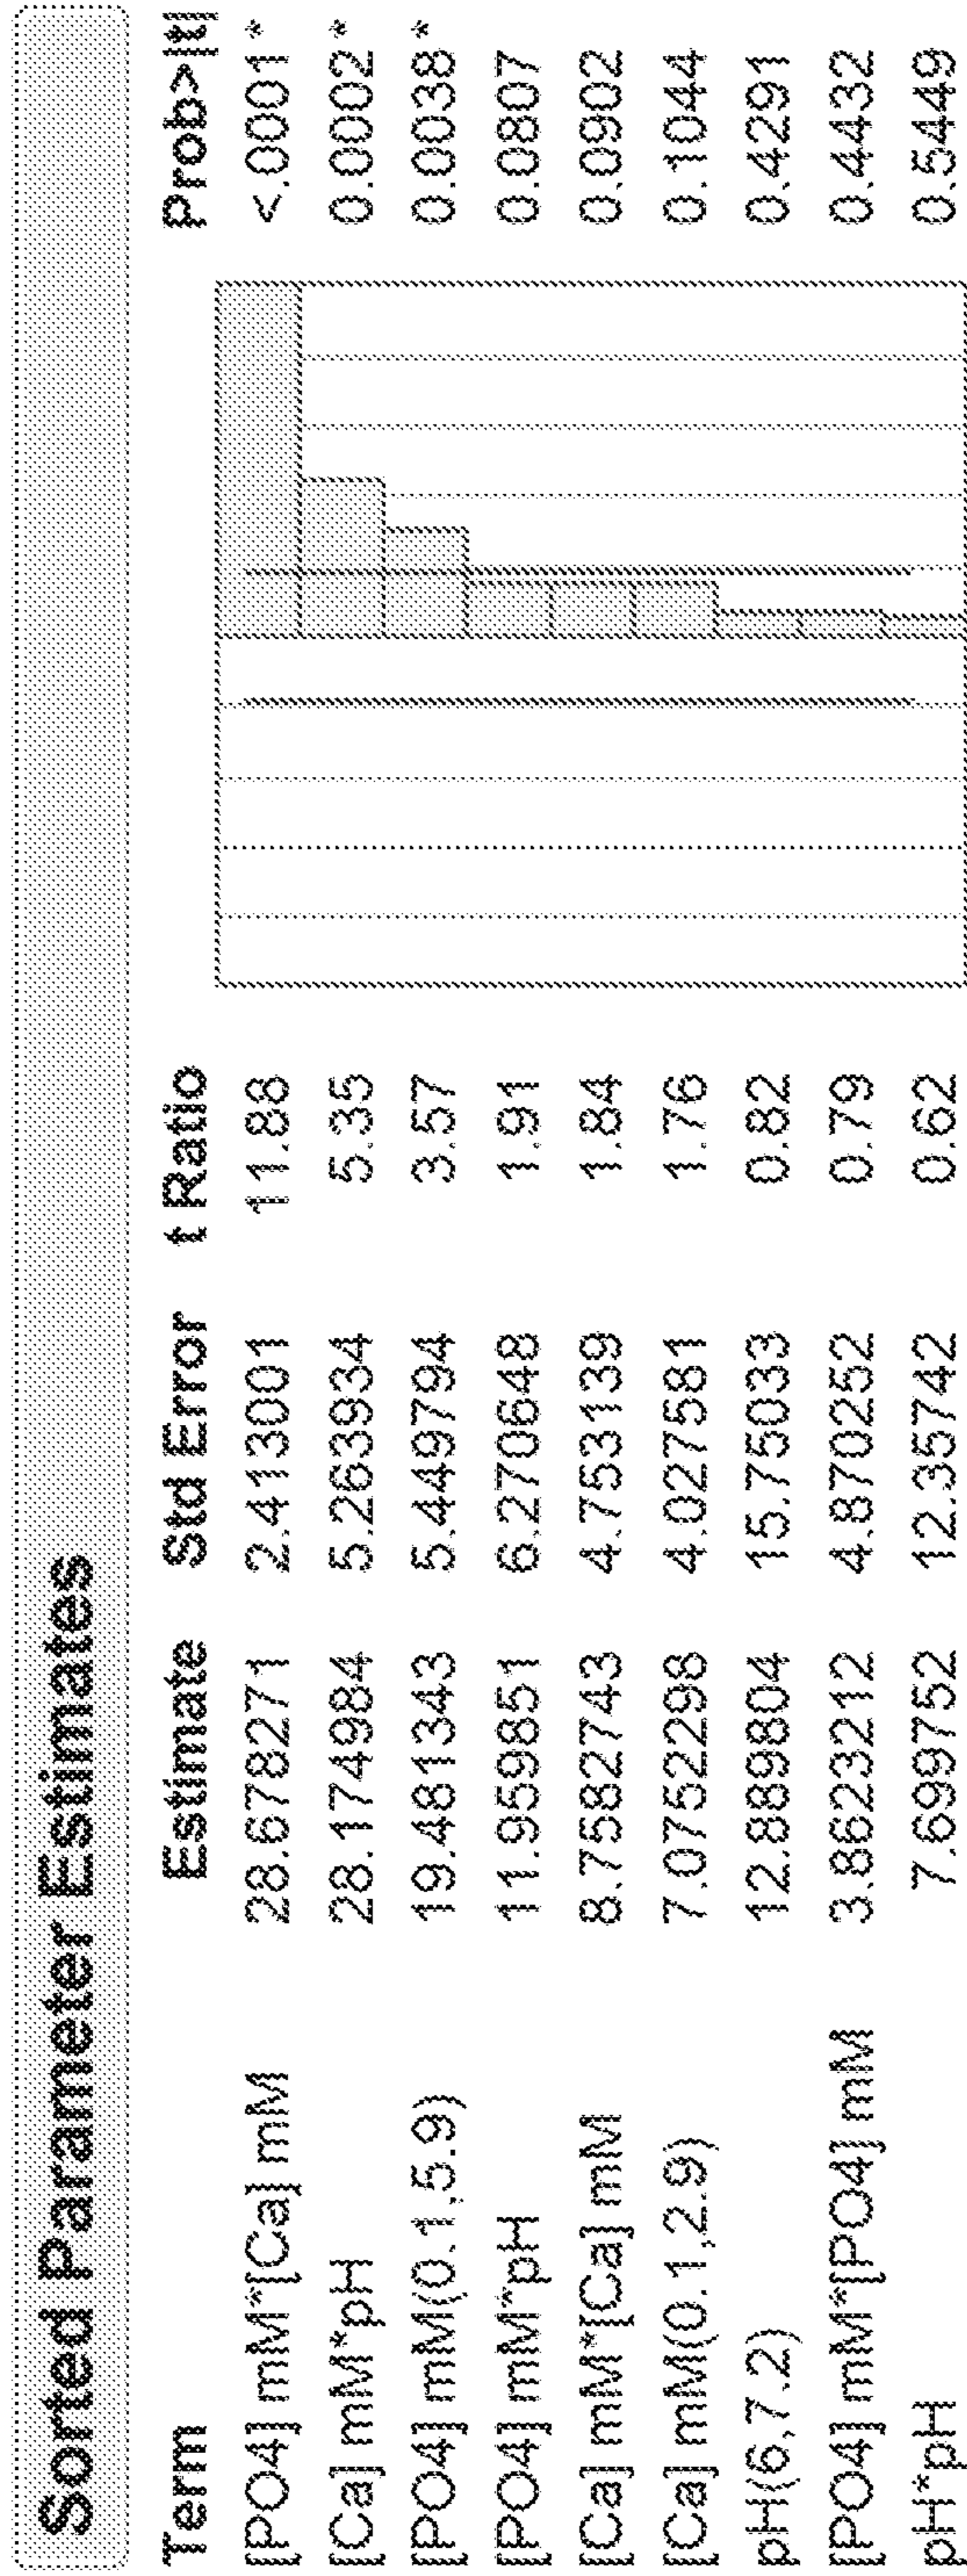 Sorted Parameter Estimates
Term Estimate Std Error t Ratio Prob>|t|
[PO4] mM*[Ca] mM 28.678271 2.413001 11.88 <.0001*
[Ca] mM*pH 28.174984 5.263934 5.35 0.0002*
[PO4] mM(0.1,5.9) 19.481343 5.449794 3.57 0.0038*
[PO4] mM*pH 11.959851 6.270648 1.91 0.0807
[Ca] mM*[Ca] mM 8.7582743 4.753139 1.84 0.0902
[Ca] mM(0.1,2.9) 7.0752298 4.027581 1.76 0.1044
pH(6,7.2) 12.889804 15.75033 0.82 0.4291
[PO4] mM*[PO4] mM 3.8623212 4.870252 0.79 0.4432
pH*pH 7.699752 12.35742 0.62 0.5449